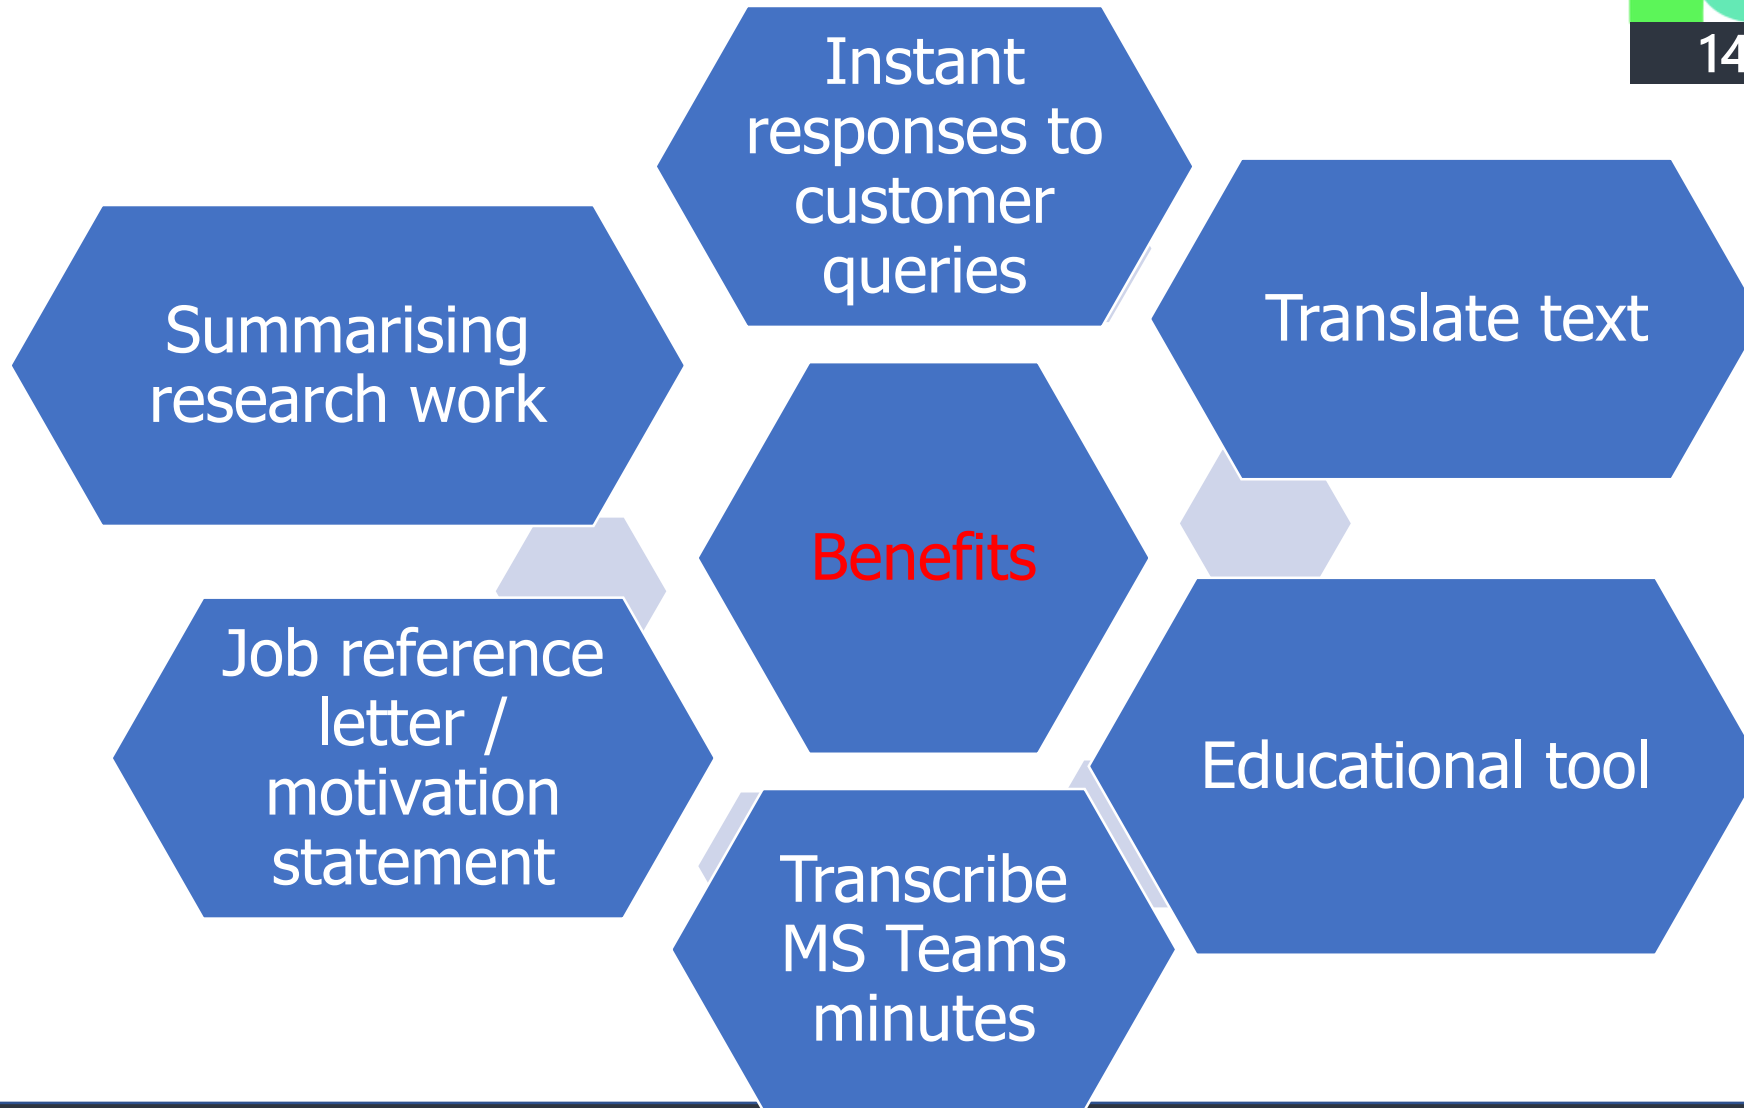 14
Instant
responses to
customer
queries
Translate text
Educational tool
Transcribe
MS Teams
minutes
Job reference
letter /
motivation
statement
Summarising
research work
Benefits